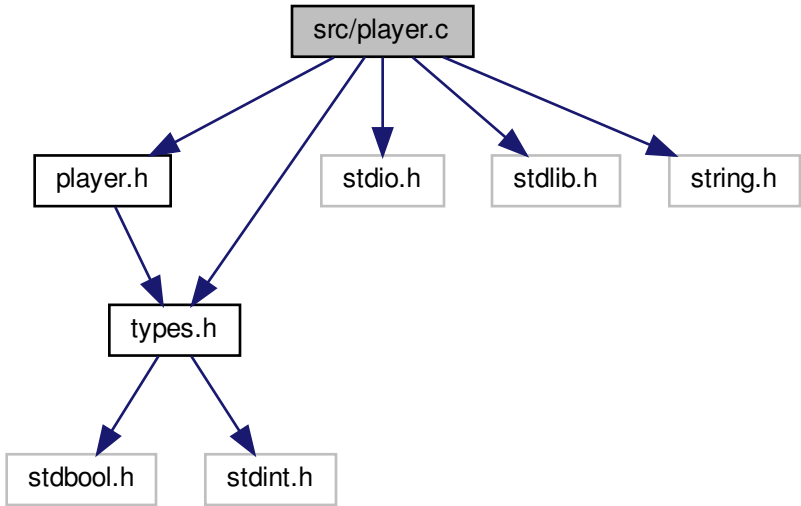 src/player.c
player.h
stdio.h
stdlib.h
string.h
types.h
stdbool.h
stdint.h